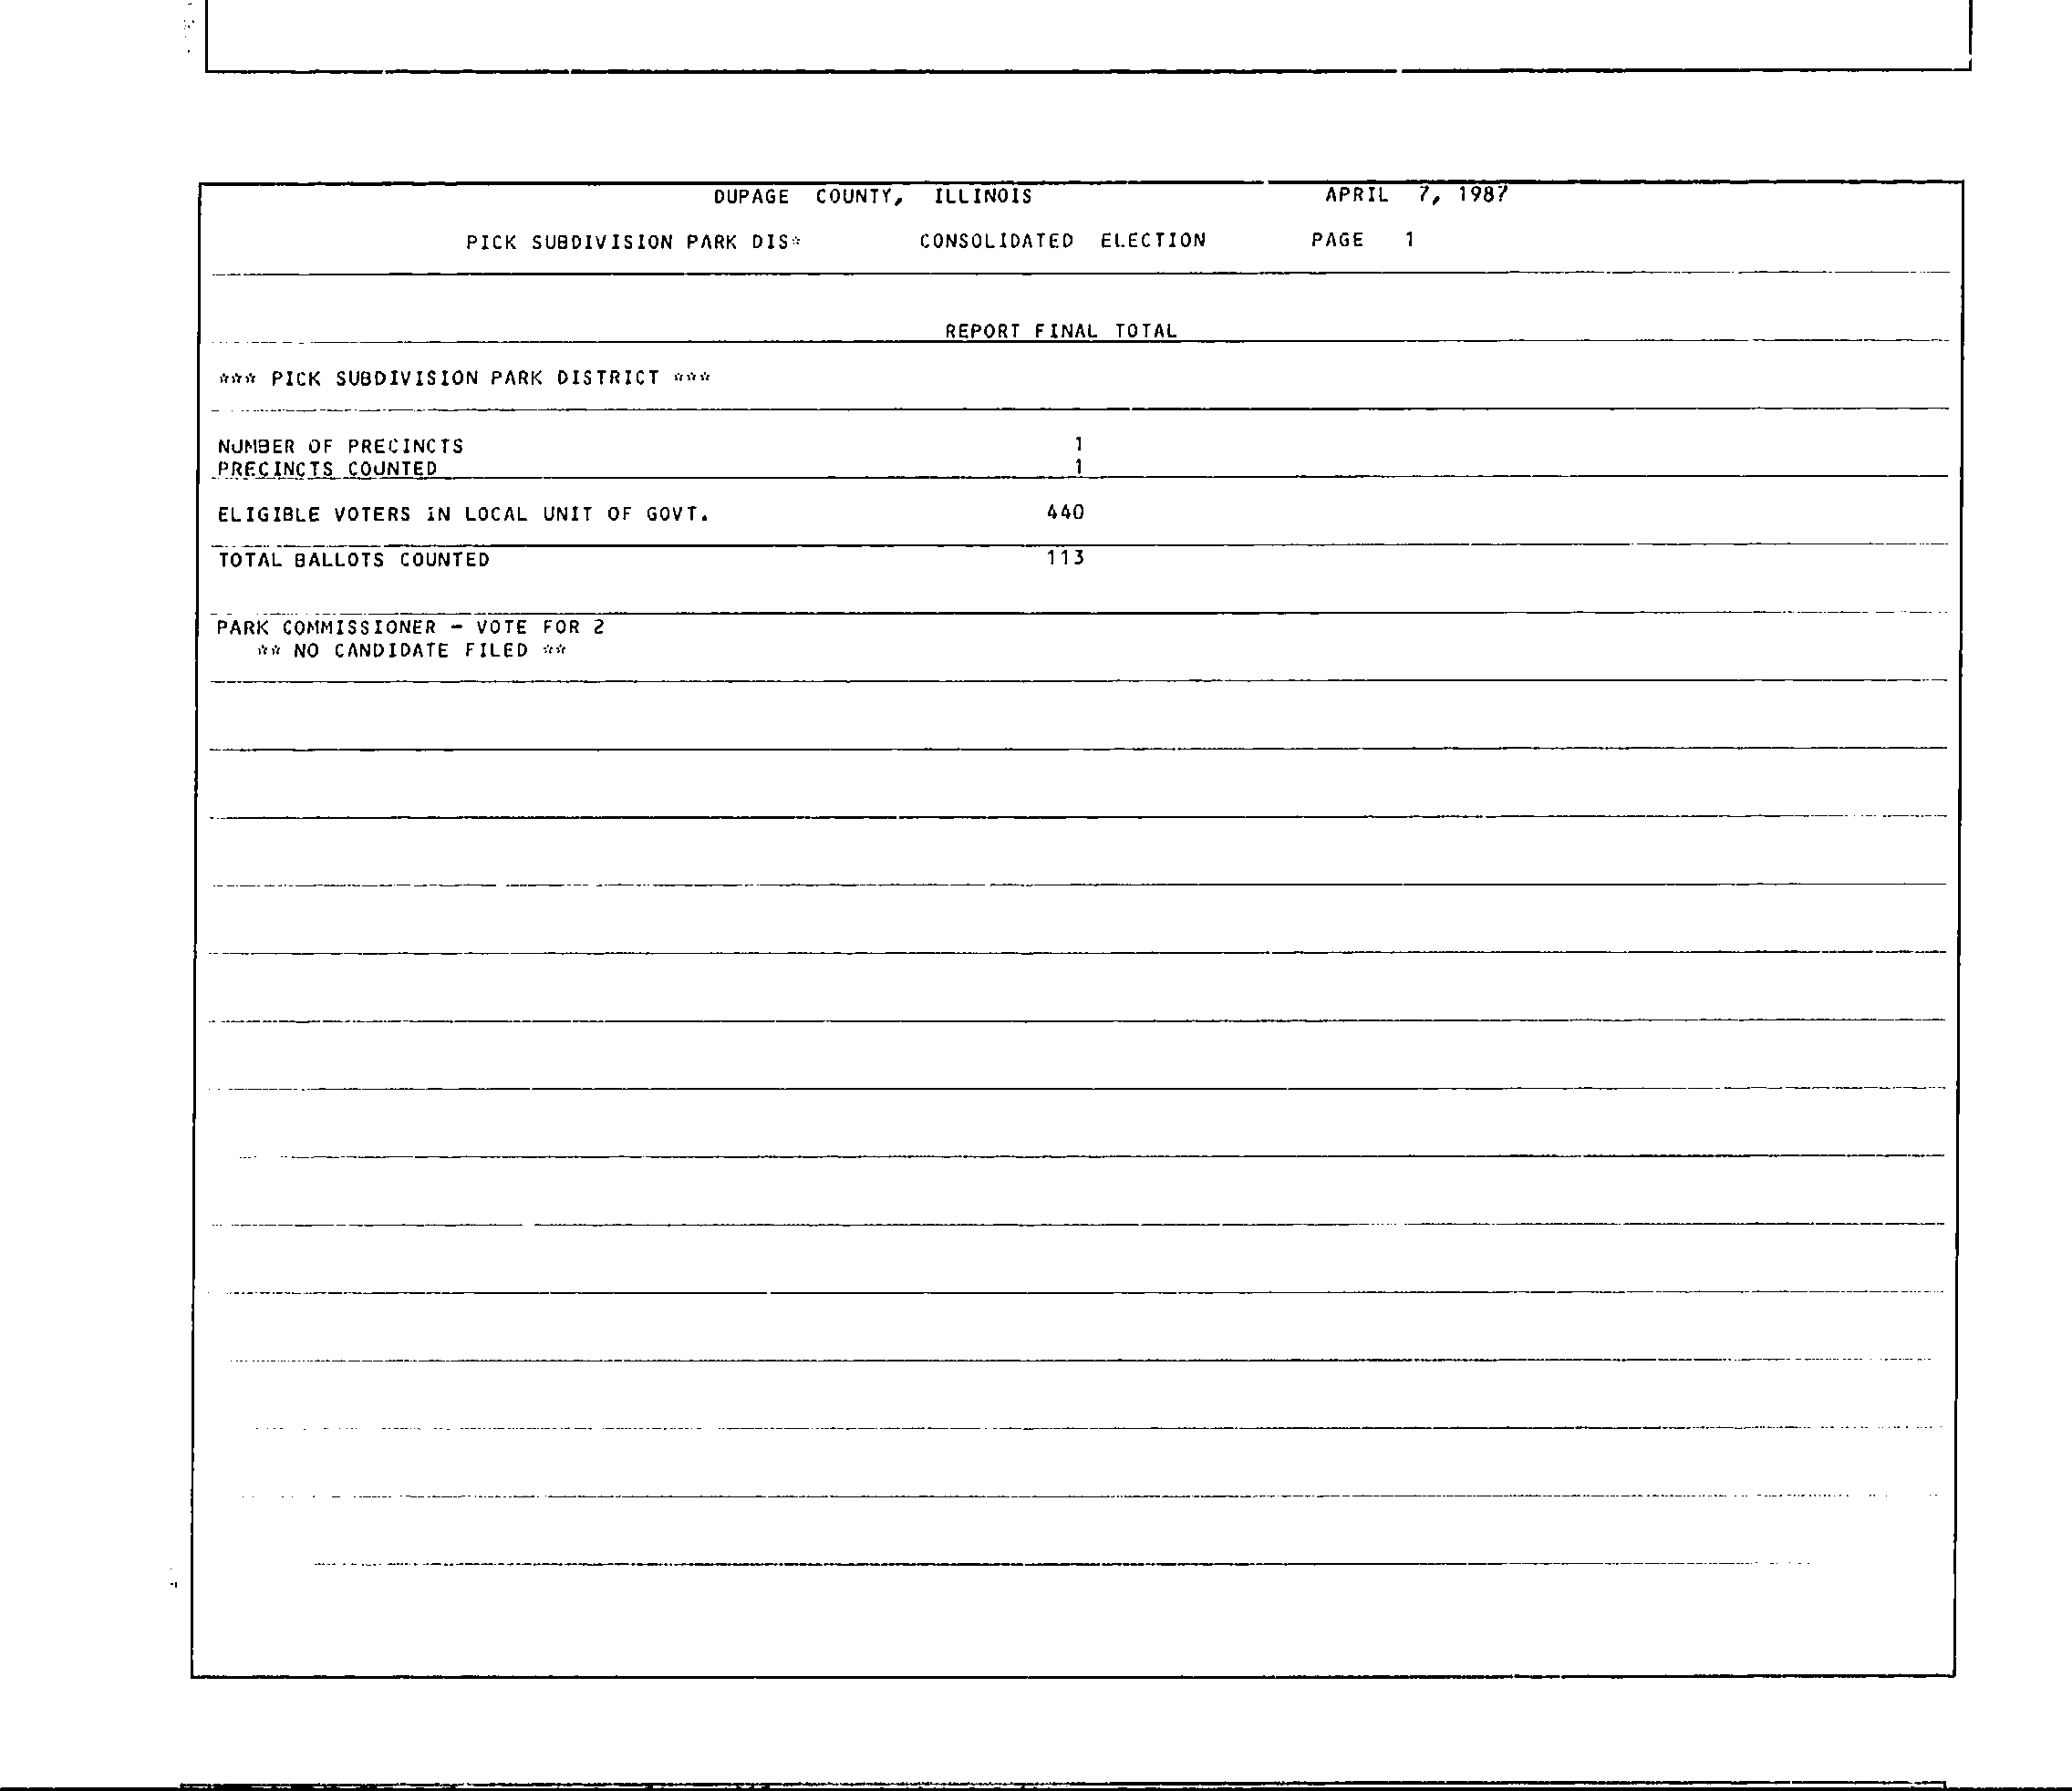 DUPAGE COUNTY, ILLINOIS APRIL 7, 1987
PICK SUBDIVISION PARK DIS* CONSOLIDATED ELECTION PAGE 1
REPORT FINAL TOTAL
*** PICK SUBDIVISION PARK DISTRICT ***
NUMBER OF PRECINCTS 1
PRECINCTS COUNTED 1
ELIGIBLE VOTERS IN LOCAL UNIT OF GOVT. 440
TOTAL BALLOTS COUNTED 113
PARK COMMISSIONER - VOTE FOR 2
** NO CANDIDATE FILED **